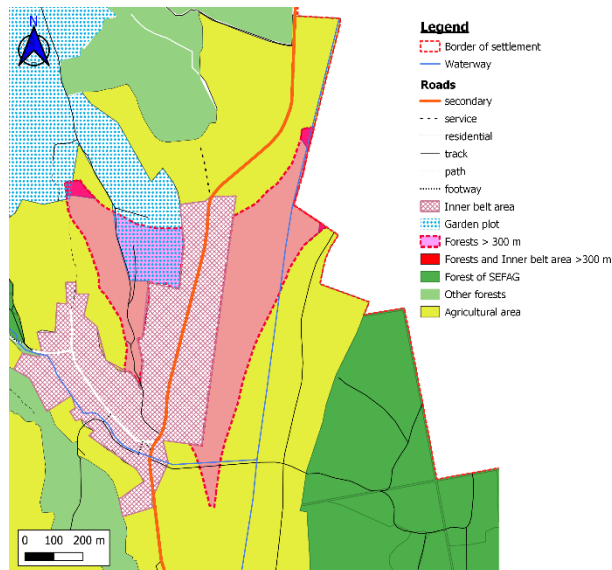 N
Legend
Border of settlement
Waterway
Roads
secondary
service
residential
track
path
footway
Inner belt area
Garden plot
Forests > 300 m
Forests and Inner belt area >300 m
Forest of SEFAG
Other forests
Agricultural area
0 100 200 m